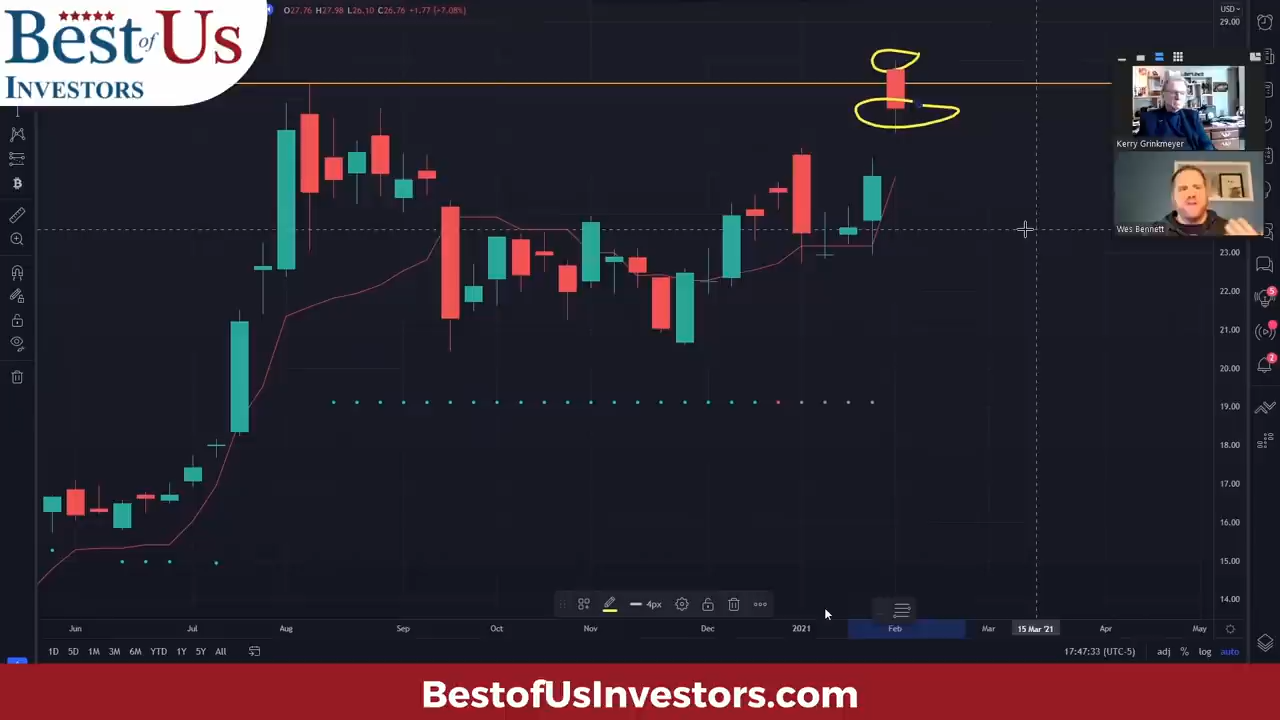 Best of Us
INVESTORS
O27.76 H27.98 L26.10 C26.76 +1.77 (+7.08%)
USD
29.00
Kerry Grinkmeyer
Wes Bennett
23.00
22.00
21.00
20.00
19.00
18.00
17.00
16.00
15.00
14.00
5
2
4px
Jun Jul Aug Sep Oct Nov Dec 2021 Feb Mar 15 Mar '21 Apr May
1D 5D 1M 3M 6M YTD 1Y 5Y All 17:47:33 (UTC-5) adj % log auto
BestofUsInvestors.com